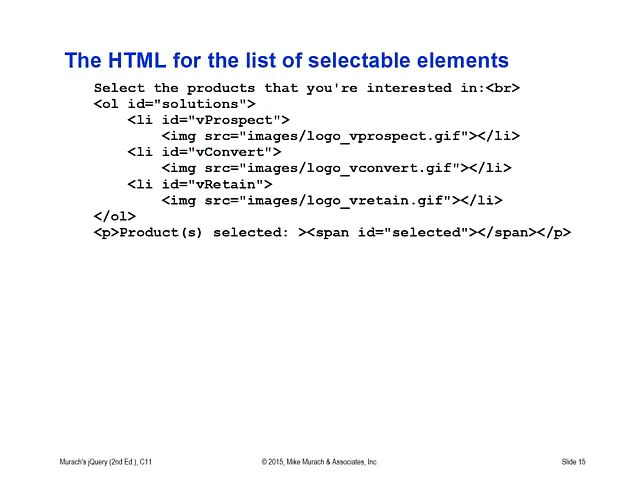 The HTML for the list of selectable elements
Select the products that you're interested in:<br>
<ol id="solutions">
    <li id="vProspect">
        <img src="images/logo_vprospect.gif"></li>
    <li id="vConvert">
        <img src="images/logo_vconvert.gif"></li>
    <li id="vRetain">
        <img src="images/logo_vretain.gif"></li>
</ol>
<p>Product(s) selected: ><span id="selected"></span></p>
Murach's jQuery (2nd Ed.), C11
© 2015, Mike Murach & Associates, Inc.
Slide 15